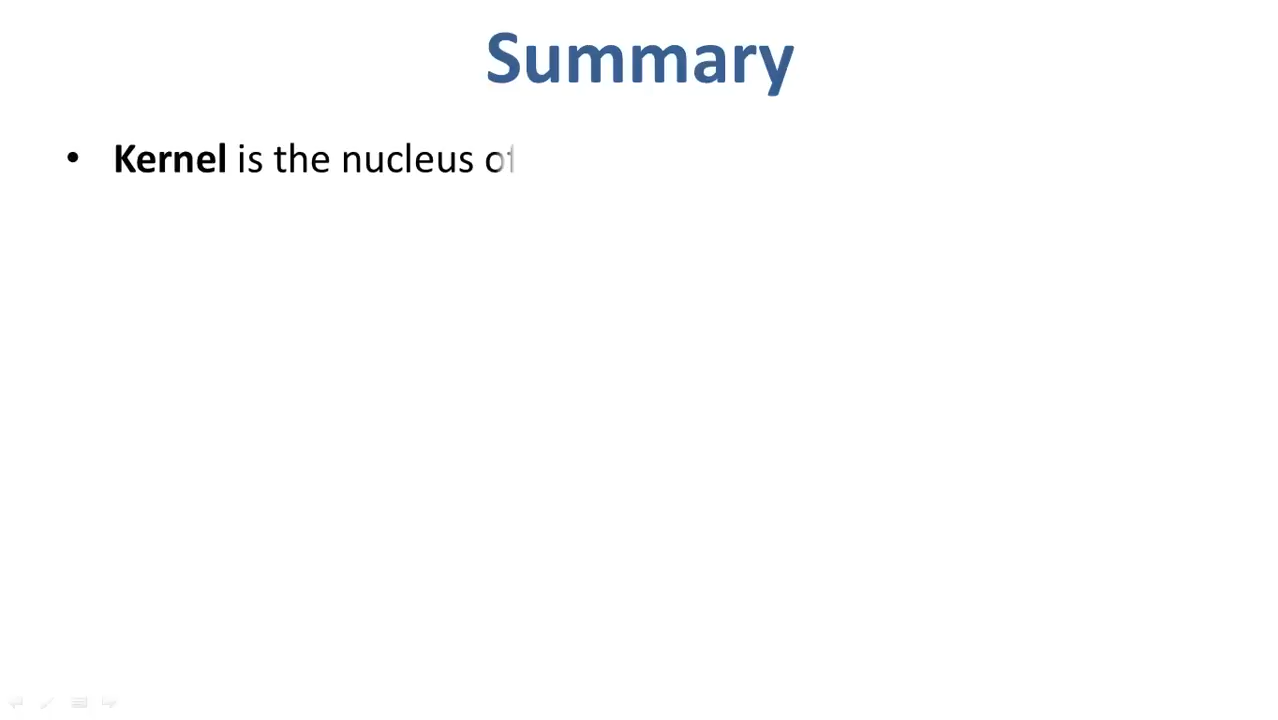 Summary
• Kernel is the nucleus of